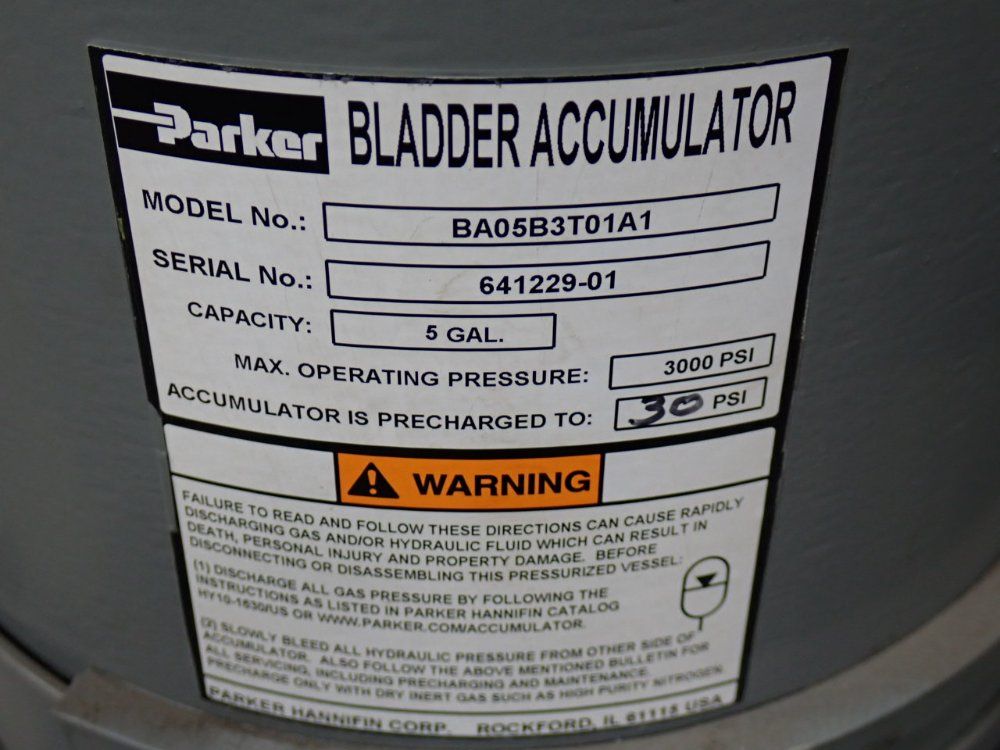 Parker BLADDER ACCUMULATOR
MODEL No.: BA05B3T01A1
SERIAL No.: 641229-01
CAPACITY: 5 GAL.
MAX. OPERATING PRESSURE: 3000 PSI
ACCUMULATOR IS PRECHARGED TO: 30 PSI
WARNING
FAILURE TO READ AND FOLLOW THESE DIRECTIONS CAN CAUSE RAPIDLY
DISCHARGING GAS AND/OR HYDRAULIC FLUID WHICH CAN RESULT IN
DEATH, PERSONAL INJURY AND PROPERTY DAMAGE. BEFORE
DISCONNECTING OR DISASSEMBLING THIS PRESSURIZED VESSEL:
(1) DISCHARGE ALL GAS PRESSURE BY FOLLOWING THE
INSTRUCTIONS AS LISTED IN PARKER HANNIFIN CATALOG
HY10-1630/US OR WWW.PARKER.COM/ACCUMULATOR.
(2) SLOWLY BLEED ALL HYDRAULIC PRESSURE FROM OTHER SIDE OF
ACCUMULATOR. ALSO FOLLOW THE ABOVE MENTIONED BULLETIN FOR
ALL SERVICING, INCLUDING PRECHARGING AND MAINTENANCE.
PRECHARGE ONLY WITH DRY INERT GAS SUCH AS HIGH PURITY NITROGEN
PARKER HANNIFIN CORP. ROCKFORD, IL 61115 USA